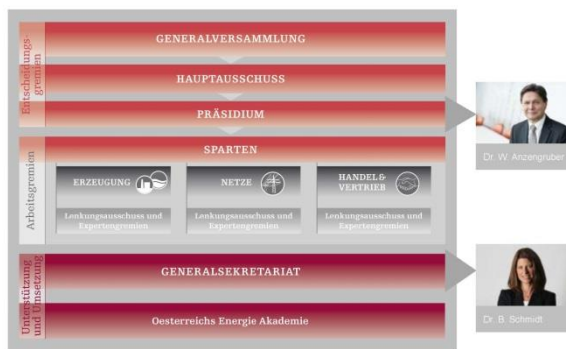 Entscheidungs-
gremien
GENERALVERSAMMLUNG
HAUPTAUSSCHUSS
PRÄSIDIUM
Dr. W. Anzengruber
Arbeitsgremien
SPARTEN
ERZEUGUNG
NETZE
HANDEL &
VERTRIEB
Lenkungsausschuss und
Expertengremien
Lenkungsausschuss und
Expertengremien
Lenkungsausschuss und
Expertengremien
Unterstützung
und Umsetzung
GENERALSEKRETARIAT
Oesterreichs Energie Akademie
Dr. B. Schmidt